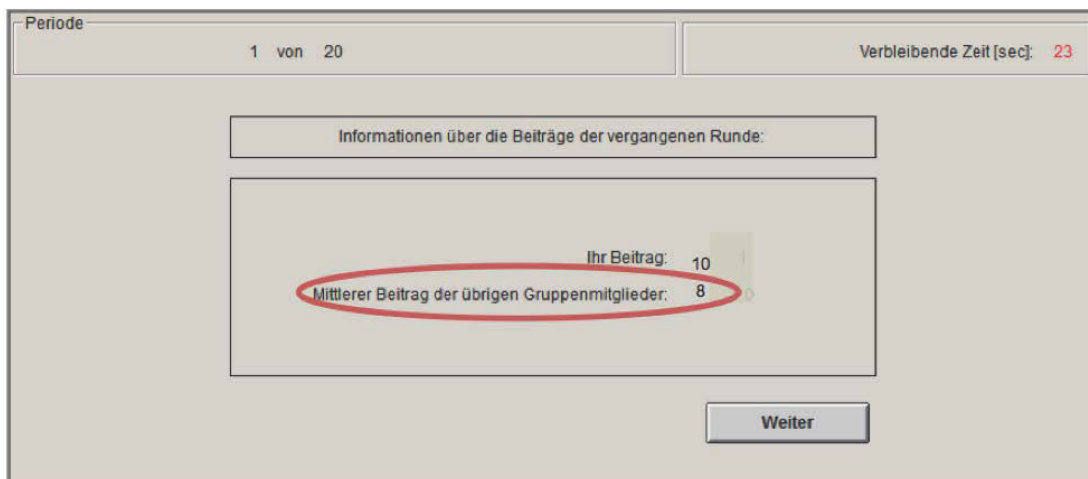 Periode
1 von 20
Verbleibende Zeit [sec]: 23
Informationen über die Beiträge der vergangenen Runde:
Ihr Beitrag: 10
Mittlerer Beitrag der übrigen Gruppenmitglieder: 8
Weiter